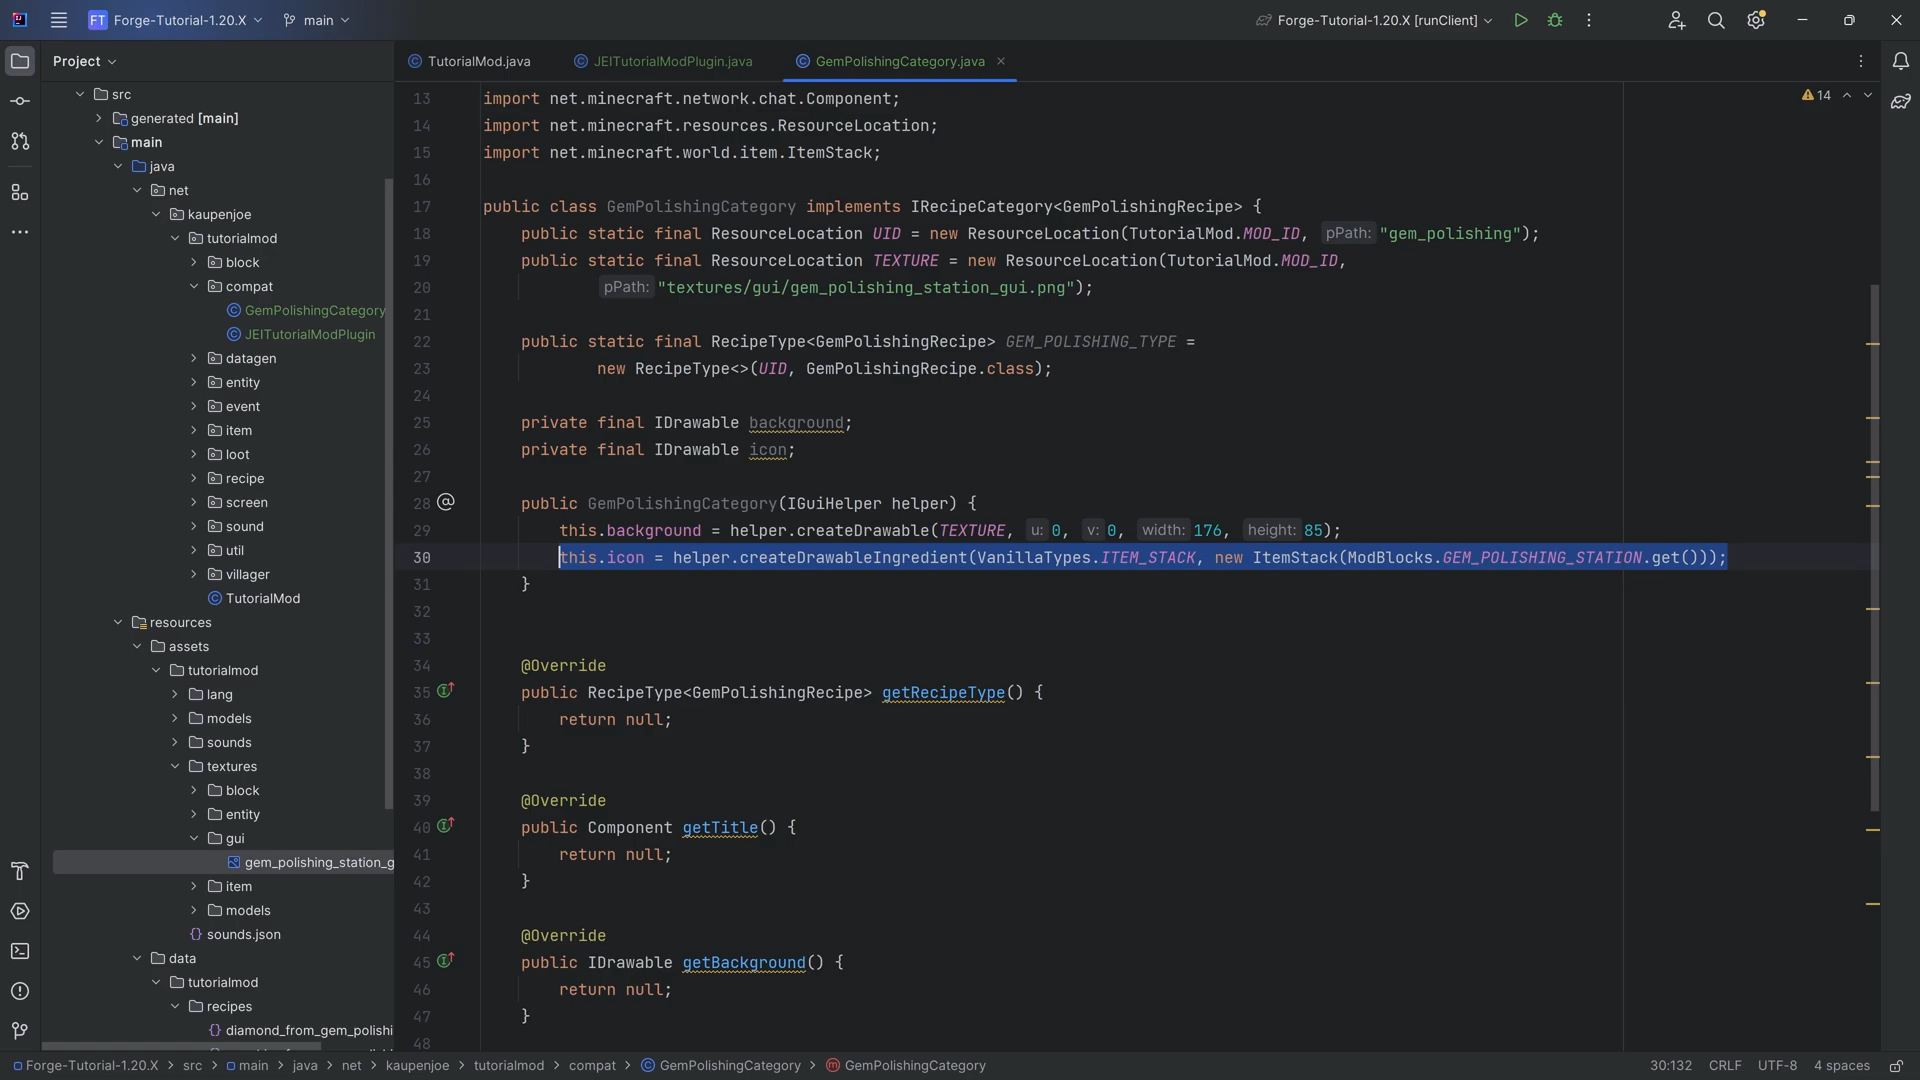 FT Forge-Tutorial-1.20.X main
Forge-Tutorial-1.20.X [runClient]
Project
src
generated [main]
main
java
net
kaupenjoe
tutorialmod
block
compat
GemPolishingCategory
JEITutorialModPlugin
datagen
entity
event
item
loot
recipe
screen
sound
util
villager
TutorialMod
resources
assets
tutorialmod
lang
models
sounds
textures
block
entity
gui
gem_polishing_station_g
item
models
sounds.json
data
tutorialmod
recipes
diamond_from_gem_polishi
TutorialMod.java JEITutorialModPlugin.java GemPolishingCategory.java
14
13 import net.minecraft.network.chat.Component;
14 import net.minecraft.resources.ResourceLocation;
15 import net.minecraft.world.item.ItemStack;
16
17 public class GemPolishingCategory implements IRecipeCategory<GemPolishingRecipe> {
18 public static final ResourceLocation UID = new ResourceLocation(TutorialMod.MOD_ID, pPath: "gem_polishing");
19 public static final ResourceLocation TEXTURE = new ResourceLocation(TutorialMod.MOD_ID,
20 pPath: "textures/gui/gem_polishing_station_gui.png");
21
22 public static final RecipeType<GemPolishingRecipe> GEM_POLISHING_TYPE =
23 new RecipeType<>(UID, GemPolishingRecipe.class);
24
25 private final IDrawable background;
26 private final IDrawable icon;
27
28 public GemPolishingCategory(IGuiHelper helper) {
29 this.background = helper.createDrawable(TEXTURE, u: 0, v: 0, width: 176, height: 85);
30 this.icon = helper.createDrawableIngredient(VanillaTypes.ITEM_STACK, new ItemStack(ModBlocks.GEM_POLISHING_STATION.get()));
31 }
32
33
34 @Override
35 public RecipeType<GemPolishingRecipe> getRecipeType() {
36 return null;
37 }
38
39 @Override
40 public Component getTitle() {
41 return null;
42 }
43
44 @Override
45 public IDrawable getBackground() {
46 return null;
47 }
48
Forge-Tutorial-1.20.X > src > main > java > net > kaupenjoe > tutorialmod > compat > GemPolishingCategory > GemPolishingCategory
30:132 CRLF UTF-8 4 spaces